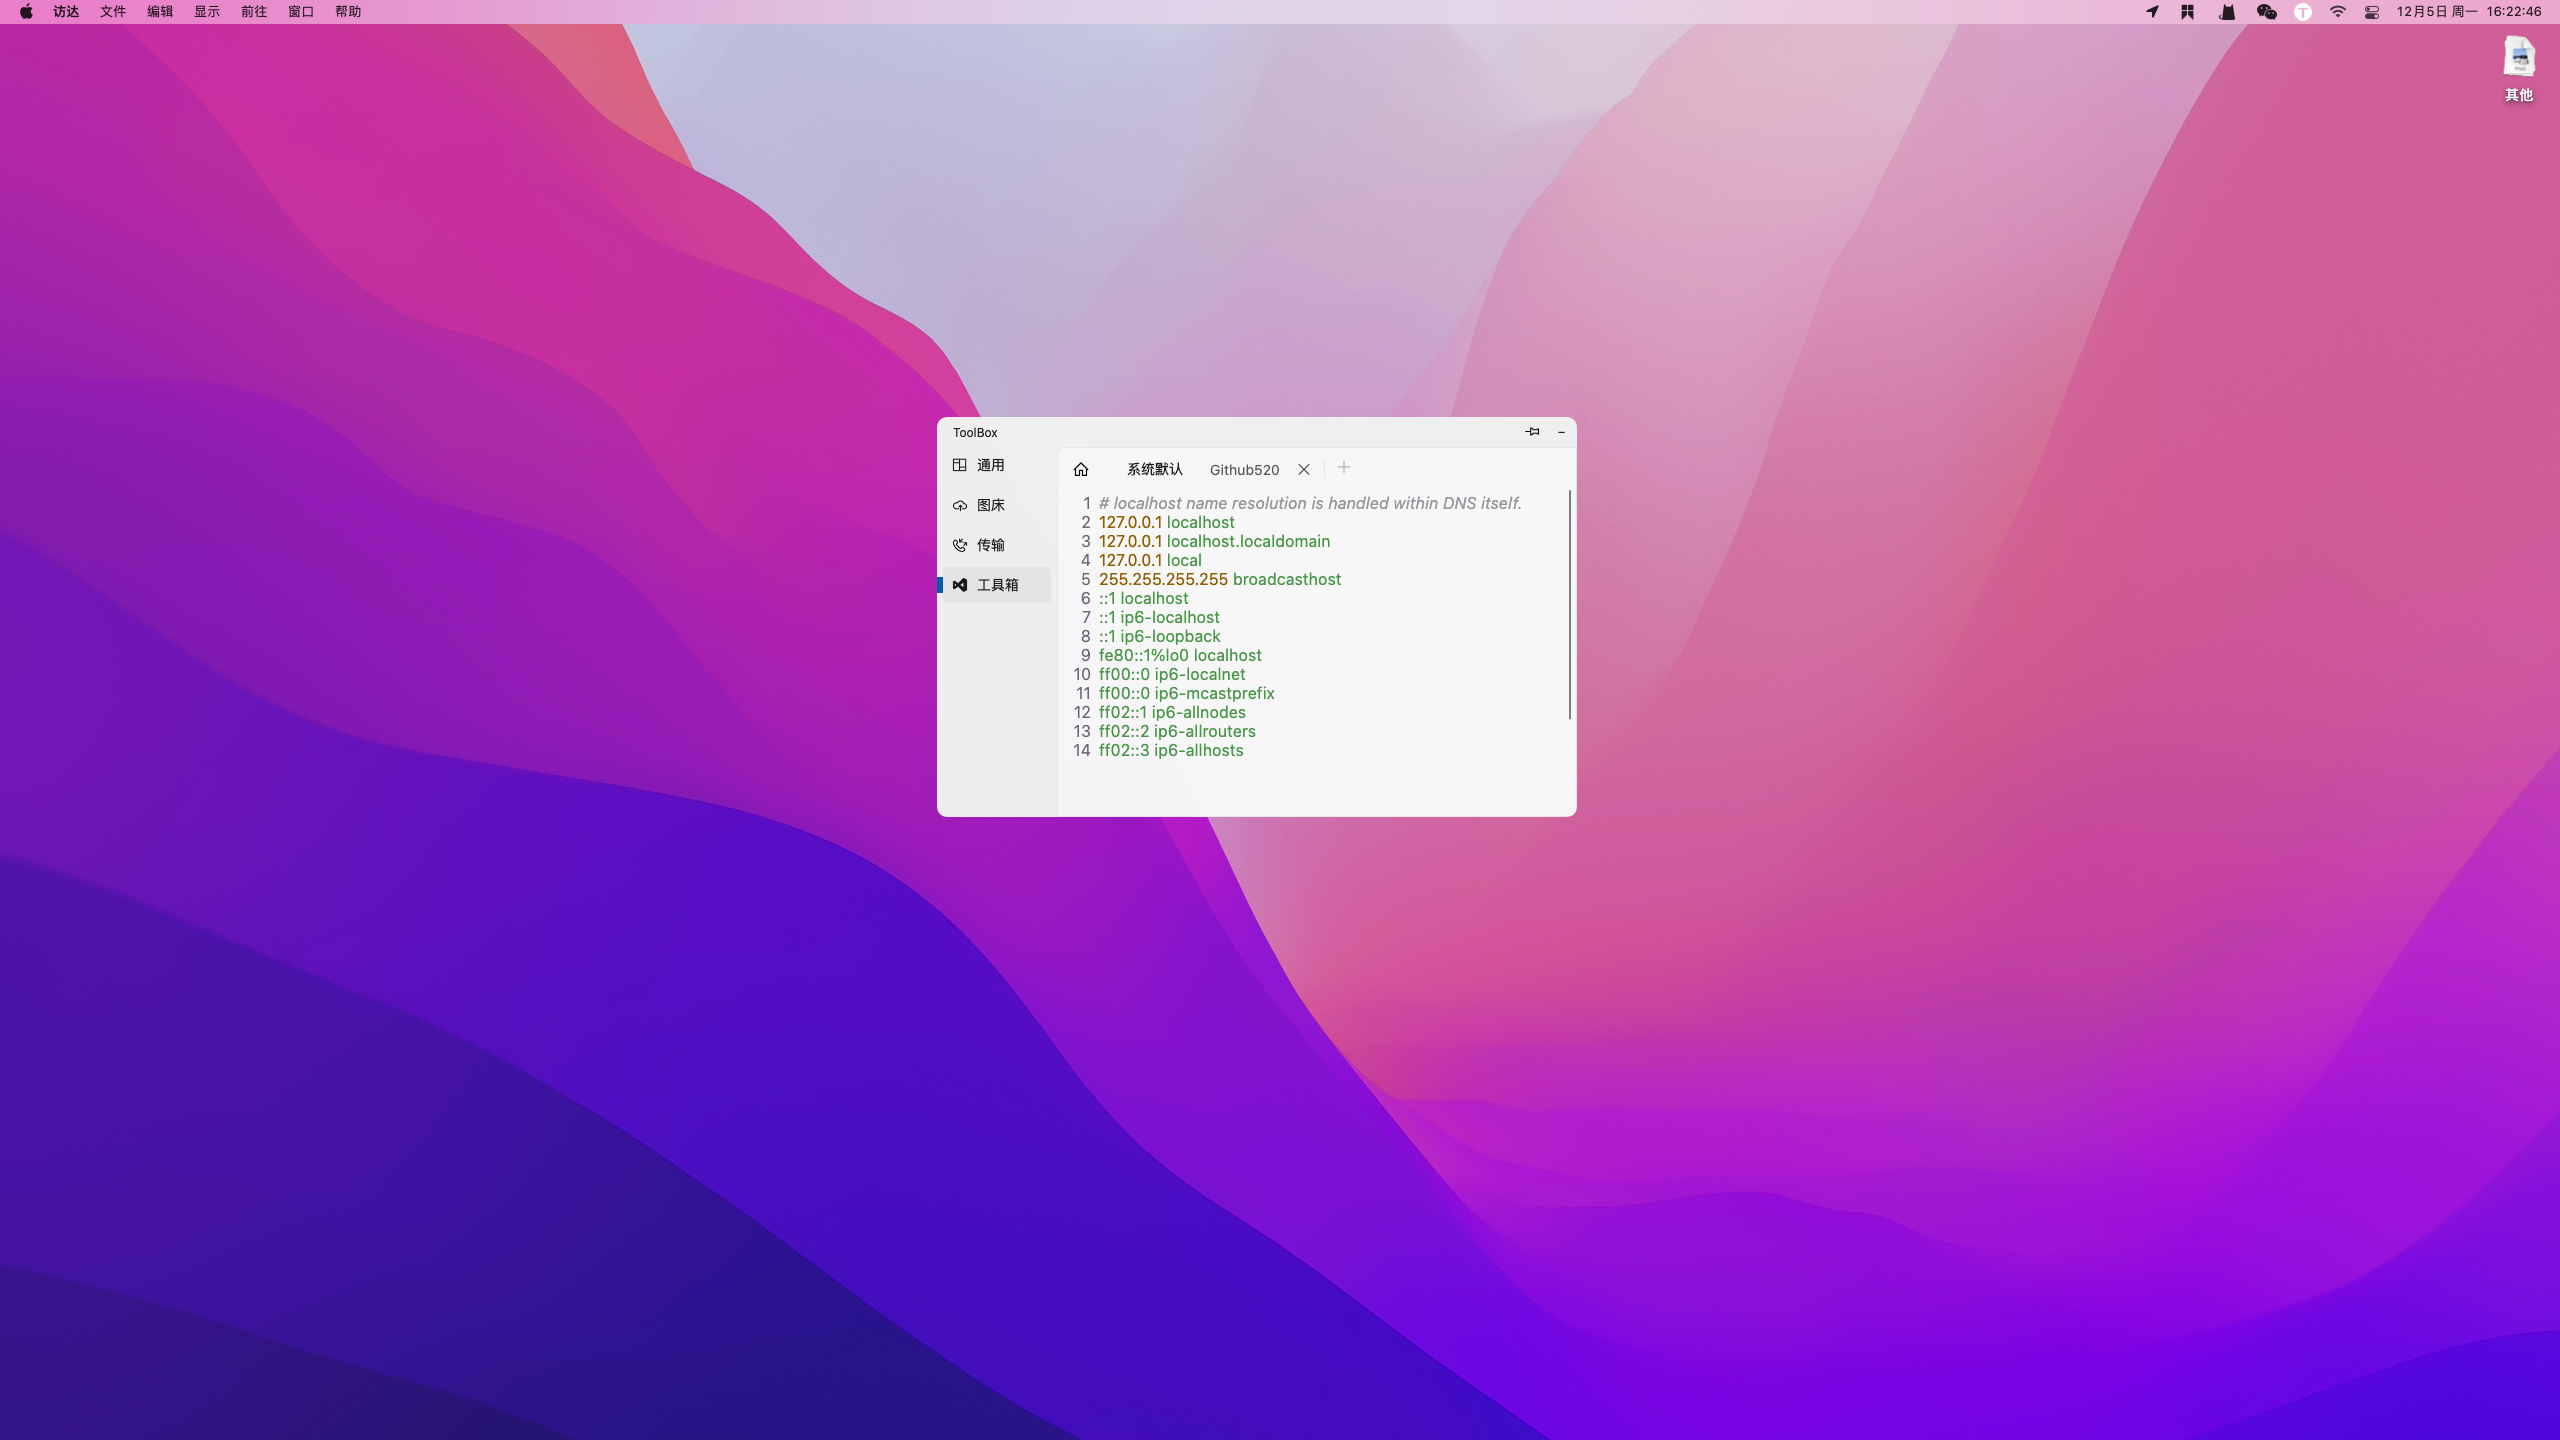 访达 文件 编辑 显示 前往 窗口 帮助 12月5日 周一 16:22:46
其他
ToolBox
通用
图床
传输
工具箱
系统默认 Github520
1 # localhost name resolution is handled within DNS itself.
2 127.0.0.1 localhost
3 127.0.0.1 localhost.localdomain
4 127.0.0.1 local
5 255.255.255.255 broadcasthost
6 ::1 localhost
7 ::1 ip6-localhost
8 ::1 ip6-loopback
9 fe80::1%lo0 localhost
10 ff00::0 ip6-localnet
11 ff00::0 ip6-mcastprefix
12 ff02::1 ip6-allnodes
13 ff02::2 ip6-allrouters
14 ff02::3 ip6-allhosts